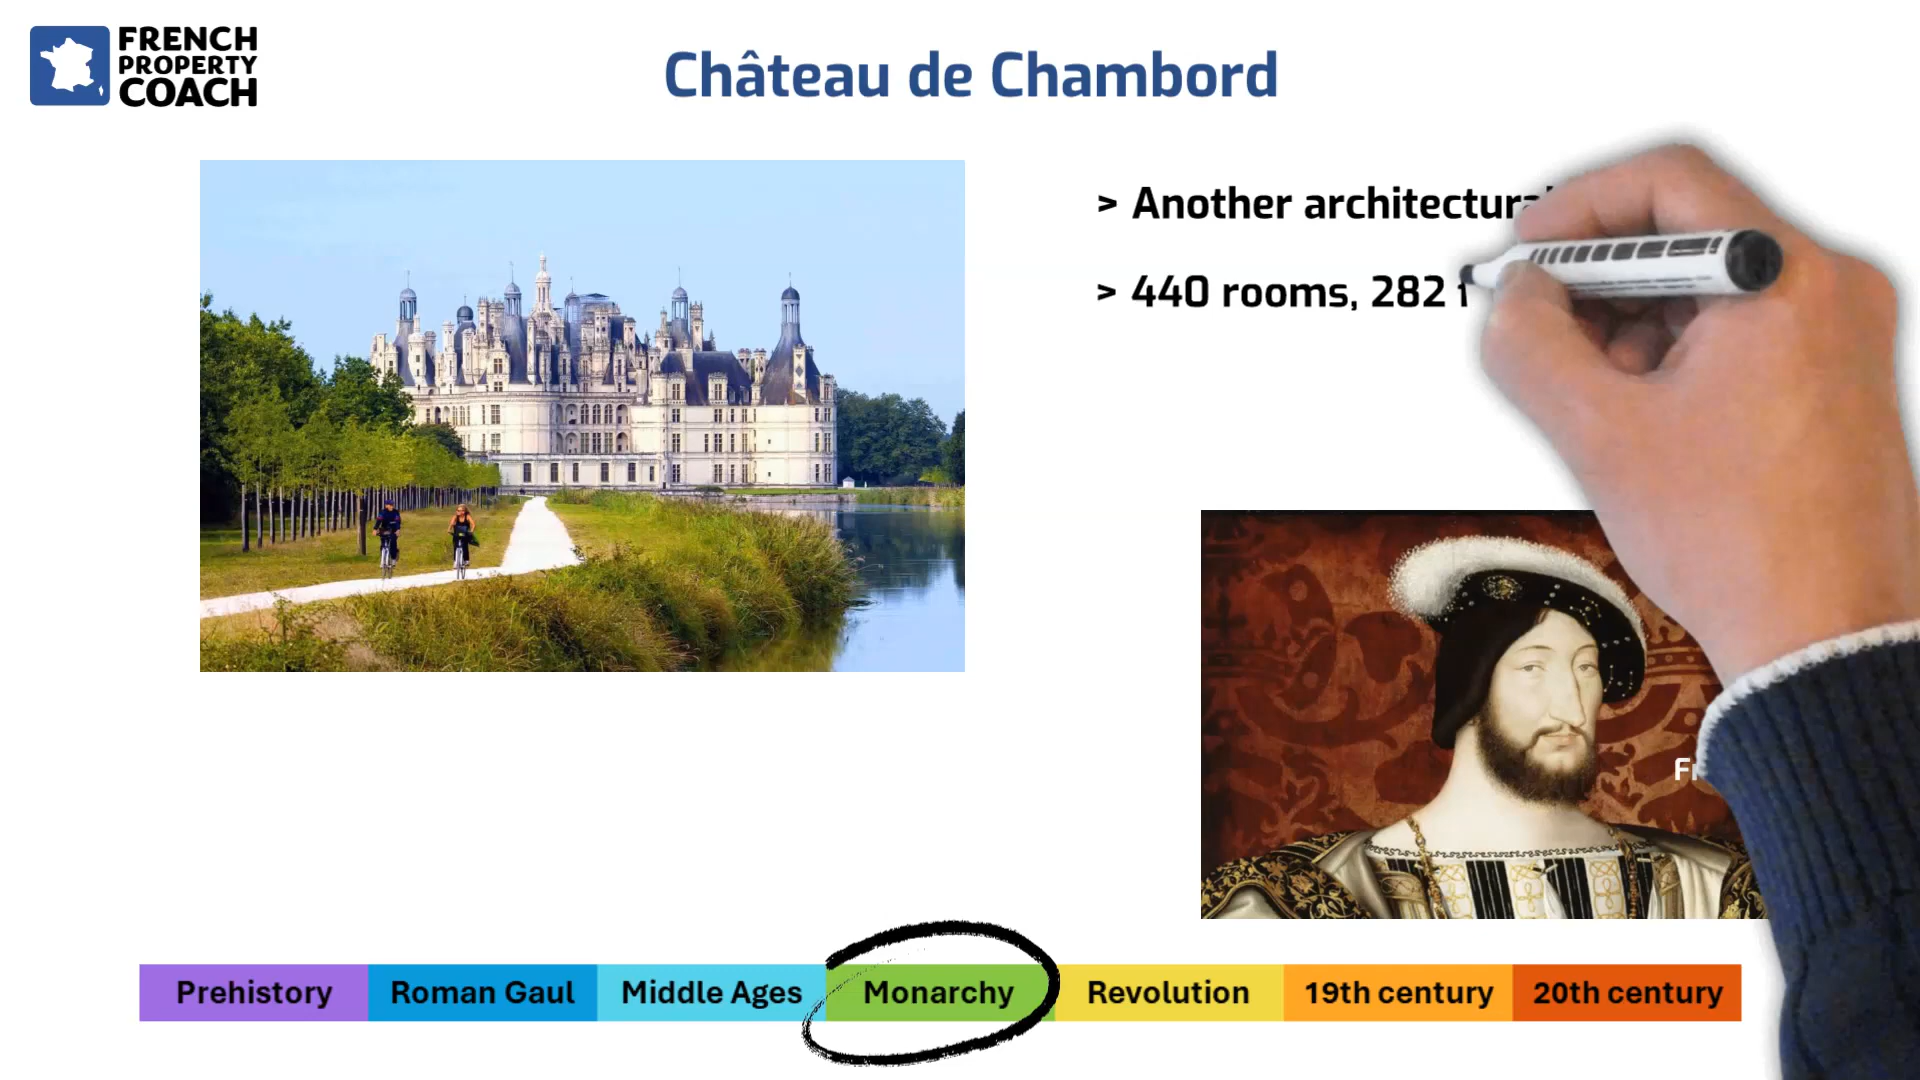 FRENCH
PROPERTY
COACH
Château de Chambord
> Another architectural
> 440 rooms, 282
Prehistory
Roman Gaul
Middle Ages
Monarchy
Revolution
19th century
20th century